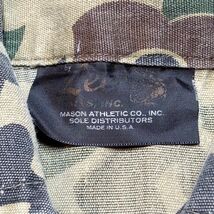 INC.
MASON ATHLETIC CO., INC.
SOLE DISTRIBUTORS
MADE IN U.S.A.